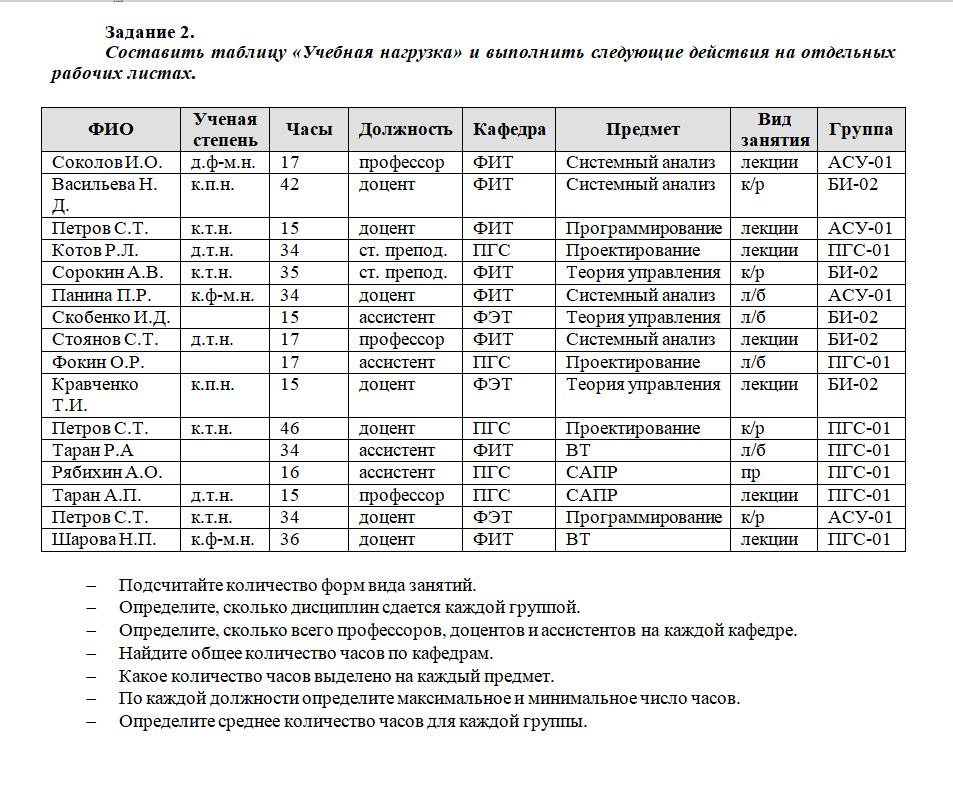 Задание 2.
Составить таблицу «Учебная нагрузка» и выполнить следующие действия на отдельных
рабочих листах.
ФИО Ученая степень Часы Должность Кафедра Предмет Вид занятия Группа
Соколов И.О. д.ф-м.н. 17 профессор ФИТ Системный анализ лекции АСУ-01
Васильева Н. Д. к.п.н. 42 доцент ФИТ Системный анализ к/р БИ-02
Петров С.Т. к.т.н. 15 доцент ФИТ Программирование лекции АСУ-01
Котов Р.Л. д.т.н. 34 ст. препод. ПГС Проектирование лекции ПГС-01
Сорокин А.В. к.т.н. 35 ст. препод. ФИТ Теория управления к/р БИ-02
Панина П.Р. к.ф-м.н. 34 доцент ФИТ Системный анализ л/б АСУ-01
Скобенко И.Д. 15 ассистент ФЭТ Теория управления л/б БИ-02
Стоянов С.Т. д.т.н. 17 профессор ФИТ Системный анализ лекции БИ-02
Фокин О.Р. 17 ассистент ПГС Проектирование л/б ПГС-01
Кравченко Т.И. к.п.н. 15 доцент ФЭТ Теория управления лекции БИ-02
Петров С.Т. к.т.н. 46 доцент ПГС Проектирование к/р ПГС-01
Таран Р.А 34 ассистент ФИТ ВТ л/б ПГС-01
Рябихин А.О. 16 ассистент ПГС САПР пр ПГС-01
Таран А.П. д.т.н. 15 профессор ПГС САПР лекции ПГС-01
Петров С.Т. к.т.н. 34 доцент ФЭТ Программирование к/р АСУ-01
Шарова Н.П. к.ф-м.н. 36 доцент ФИТ ВТ лекции ПГС-01
– Подсчитайте количество форм вида занятий.
– Определите, сколько дисциплин сдается каждой группой.
– Определите, сколько всего профессоров, доцентов и ассистентов на каждой кафедре.
– Найдите общее количество часов по кафедрам.
– Какое количество часов выделено на каждый предмет.
– По каждой должности определите максимальное и минимальное число часов.
– Определите среднее количество часов для каждой группы.